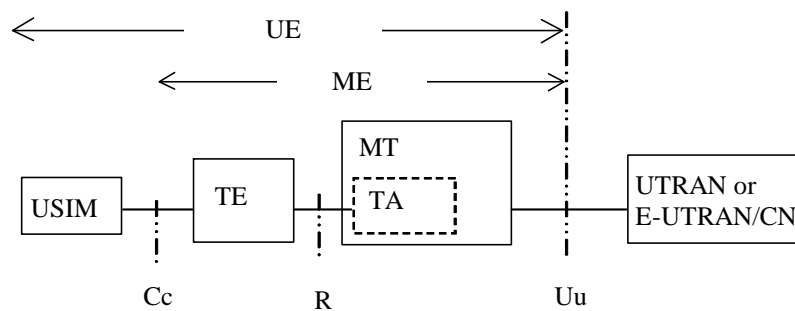 UE
ME
MT
USIM
TE
TA
UTRAN or
E-UTRAN/CN
Cc
R
Uu